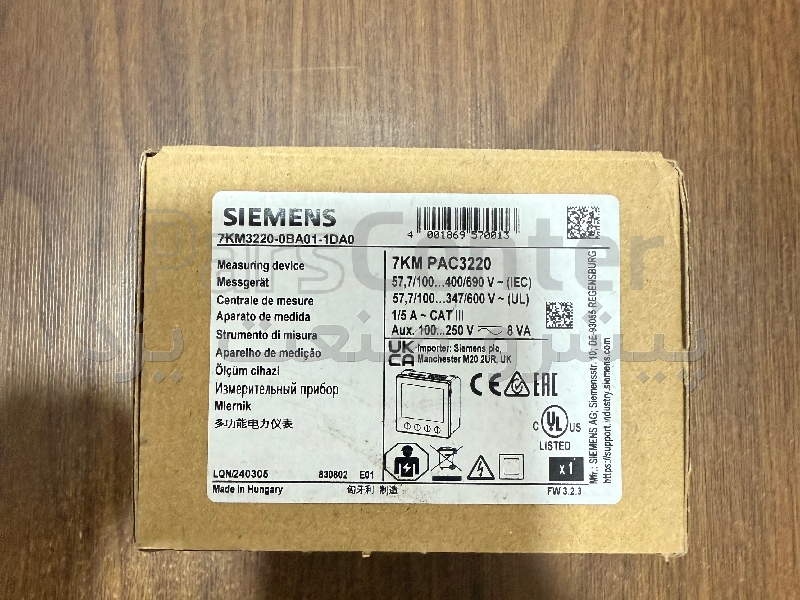 SIEMENS
7KM3220-0BA01-1DA0
4 001869 570013
Measuring device
Messgerät
Centrale de mesure
Aparato de medida
Strumento di misura
Aparelho de medição
Ölçüm cihazi
Измерительный прибор
Miernik
多功能电力仪表
7KM PAC3220
57,7/100...400/690 V ~ (IEC)
57,7/100...347/600 V ~ (UL)
1/5 A ~ CAT III
Aux. 100...250 V 8 VA
UK CA
Importer: Siemens plc,
Manchester M20 2UR, UK
CE EAC
C UL US
LISTED
x 1
LQN/240305 830802 E01
Made in Hungary 匈牙利 制造
FW 3.2.3
Mfr.: SIEMENS AG; Siemensstr. 10; DE-93055 REGENSBURG
https://support.industry.siemens.com
ParsCenter